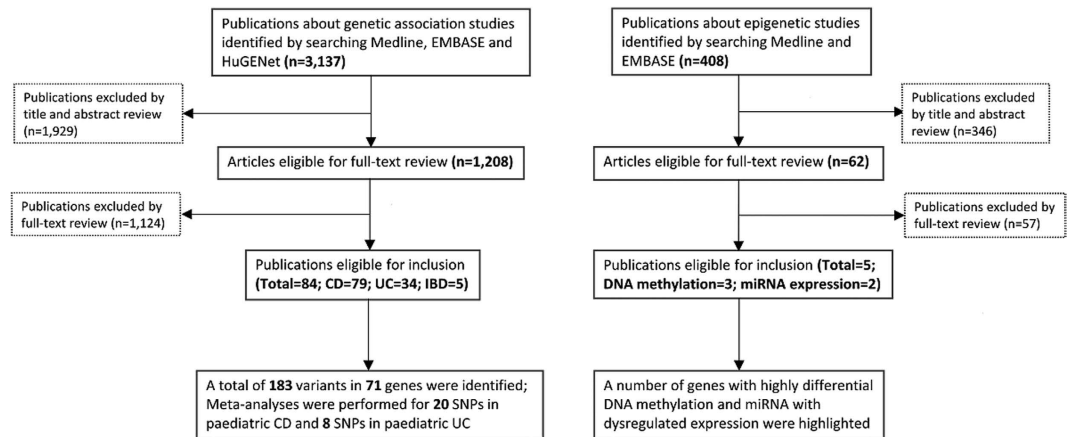 Publications about genetic association studies
identified by searching Medline, EMBASE and
HuGENet (n=3,137)
Publications excluded by
title and abstract review
(n=1,929)
Articles eligible for full-text review (n=1,208)
Publications excluded by
full-text review (n=1,124)
Publications eligible for inclusion
(Total=84; CD=79; UC=34; IBD=5)
A total of 183 variants in 71 genes were identified;
Meta-analyses were performed for 20 SNPs in
paediatric CD and 8 SNPs in paediatric UC
Publications about epigenetic studies
identified by searching Medline and
EMBASE (n=408)
Publications excluded
by title and abstract
review (n=346)
Articles eligible for full-text review (n=62)
Publications excluded by
full-text review (n=57)
Publications eligible for inclusion (Total=5;
DNA methylation=3; miRNA expression=2)
A number of genes with highly differential
DNA methylation and miRNA with
dysregulated expression were highlighted